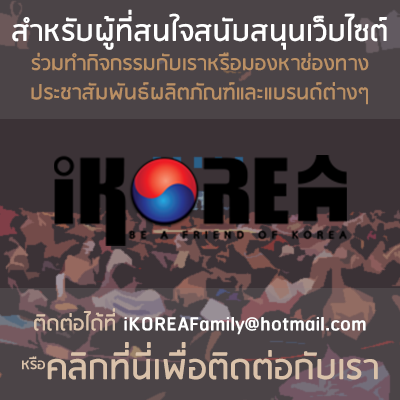 สำหรับผู้ที่สนใจสนับสนุนเว็บไซต์
ร่วมทำกิจกรรมกับเราหรือมองหาช่องทาง
ประชาสัมพันธ์ผลิตภัณฑ์และแบรนด์ต่างๆ
iKOREA
BE A FRIEND OF KOREA
ติดต่อได้ที่ iKOREAFamily@hotmail.com
หรือคลิกที่นี่เพื่อติดต่อกับเรา